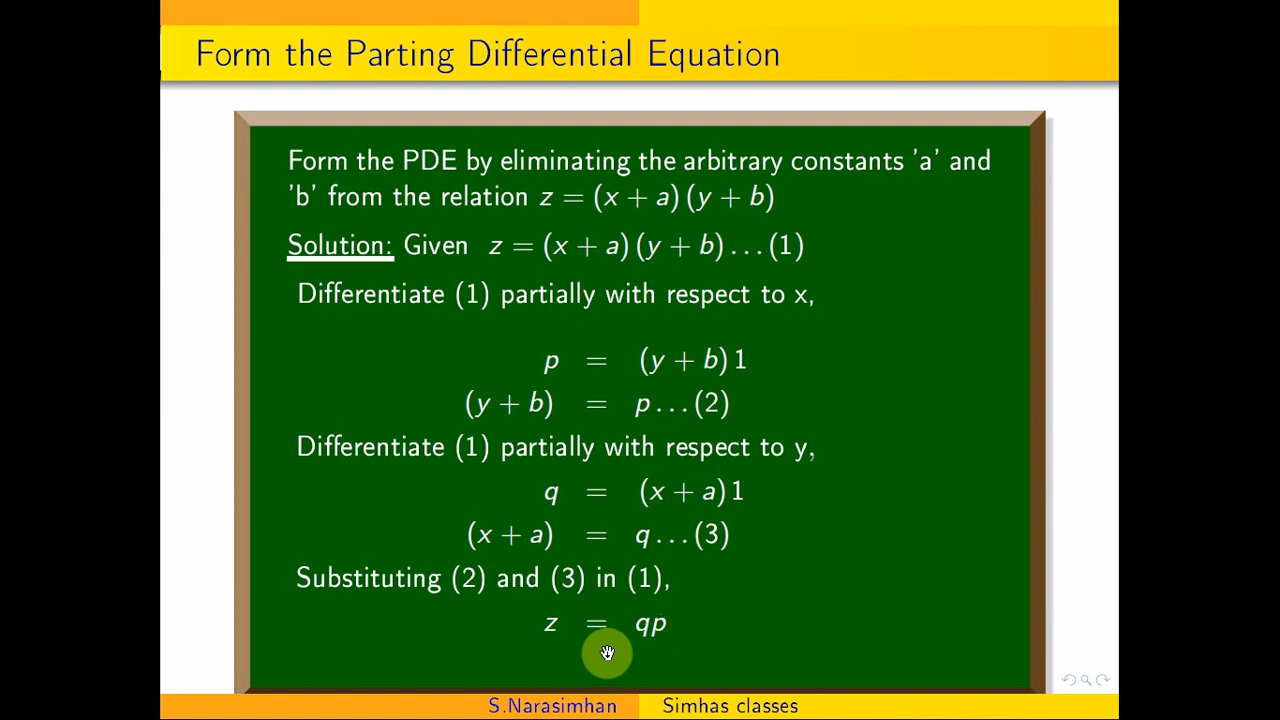 Form the Parting Differential Equation
Form the PDE by eliminating the arbitrary constants 'a' and
'b' from the relation z = (x + a) (y + b)
Solution: Given z = (x + a) (y + b) . . . (1)
Differentiate (1) partially with respect to x,
p = (y + b) 1
(y + b) = p . . . (2)
Differentiate (1) partially with respect to y,
q = (x + a) 1
(x + a) = q . . . (3)
Substituting (2) and (3) in (1),
z = qp
S.Narasimhan Simhas classes